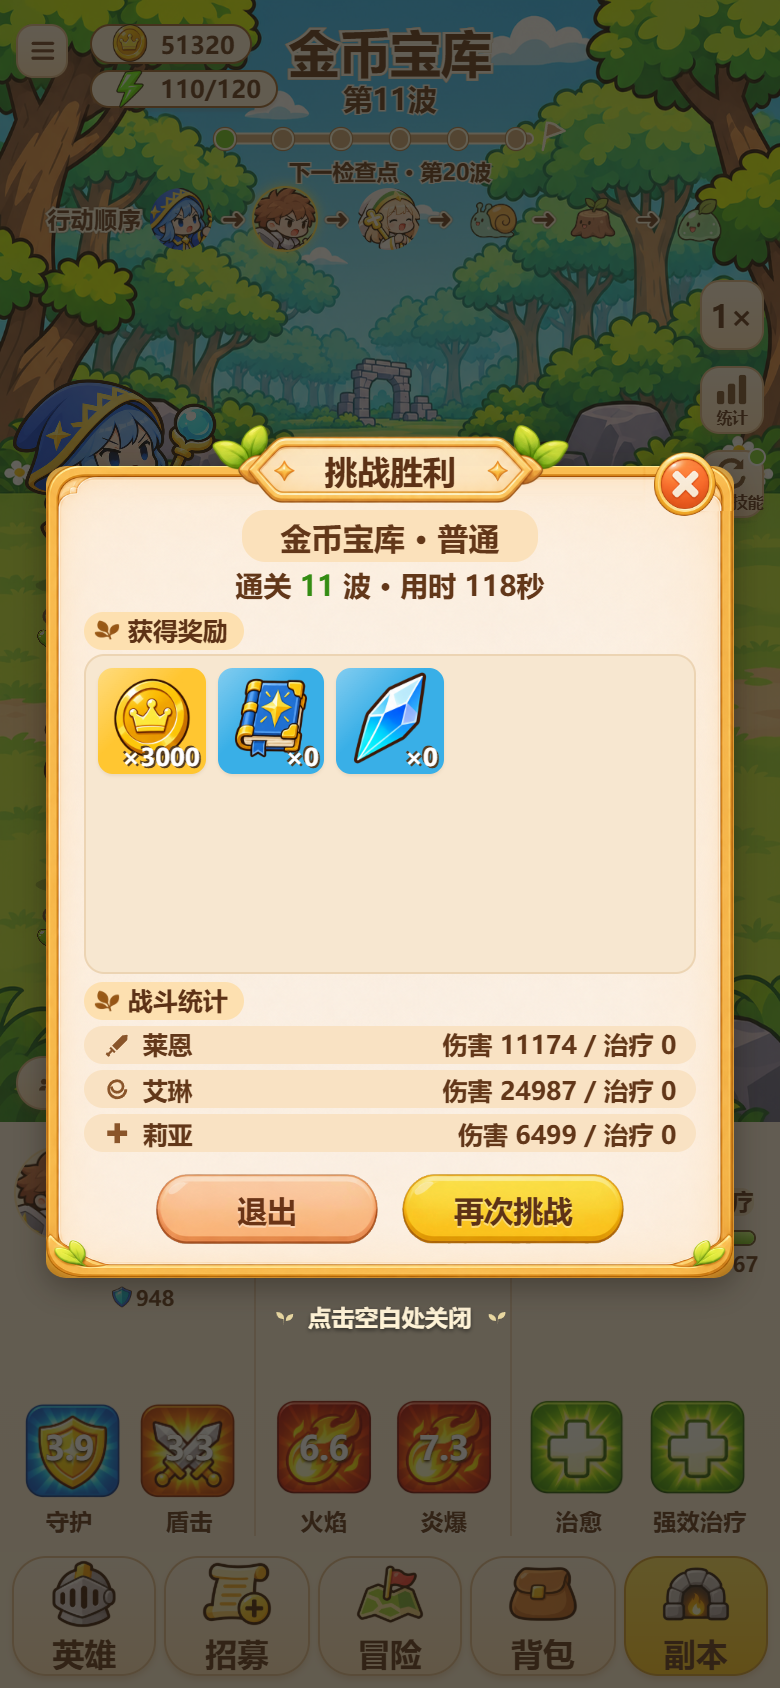 51320
110/120
金币宝库
第11波
下一检查点·第20波
行动顺序
1×
统计
技能
挑战胜利
金币宝库·普通
通关 11 波·用时 118秒
获得奖励
×3000
×0
×0
战斗统计
莱恩 伤害 11174 / 治疗 0
艾琳 伤害 24987 / 治疗 0
莉亚 伤害 6499 / 治疗 0
退出
再次挑战
疗
67
948
点击空白处关闭
3.9
3.3
6.6
7.3
守护
盾击
火焰
炎爆
治愈
强效治疗
英雄
招募
冒险
背包
副本